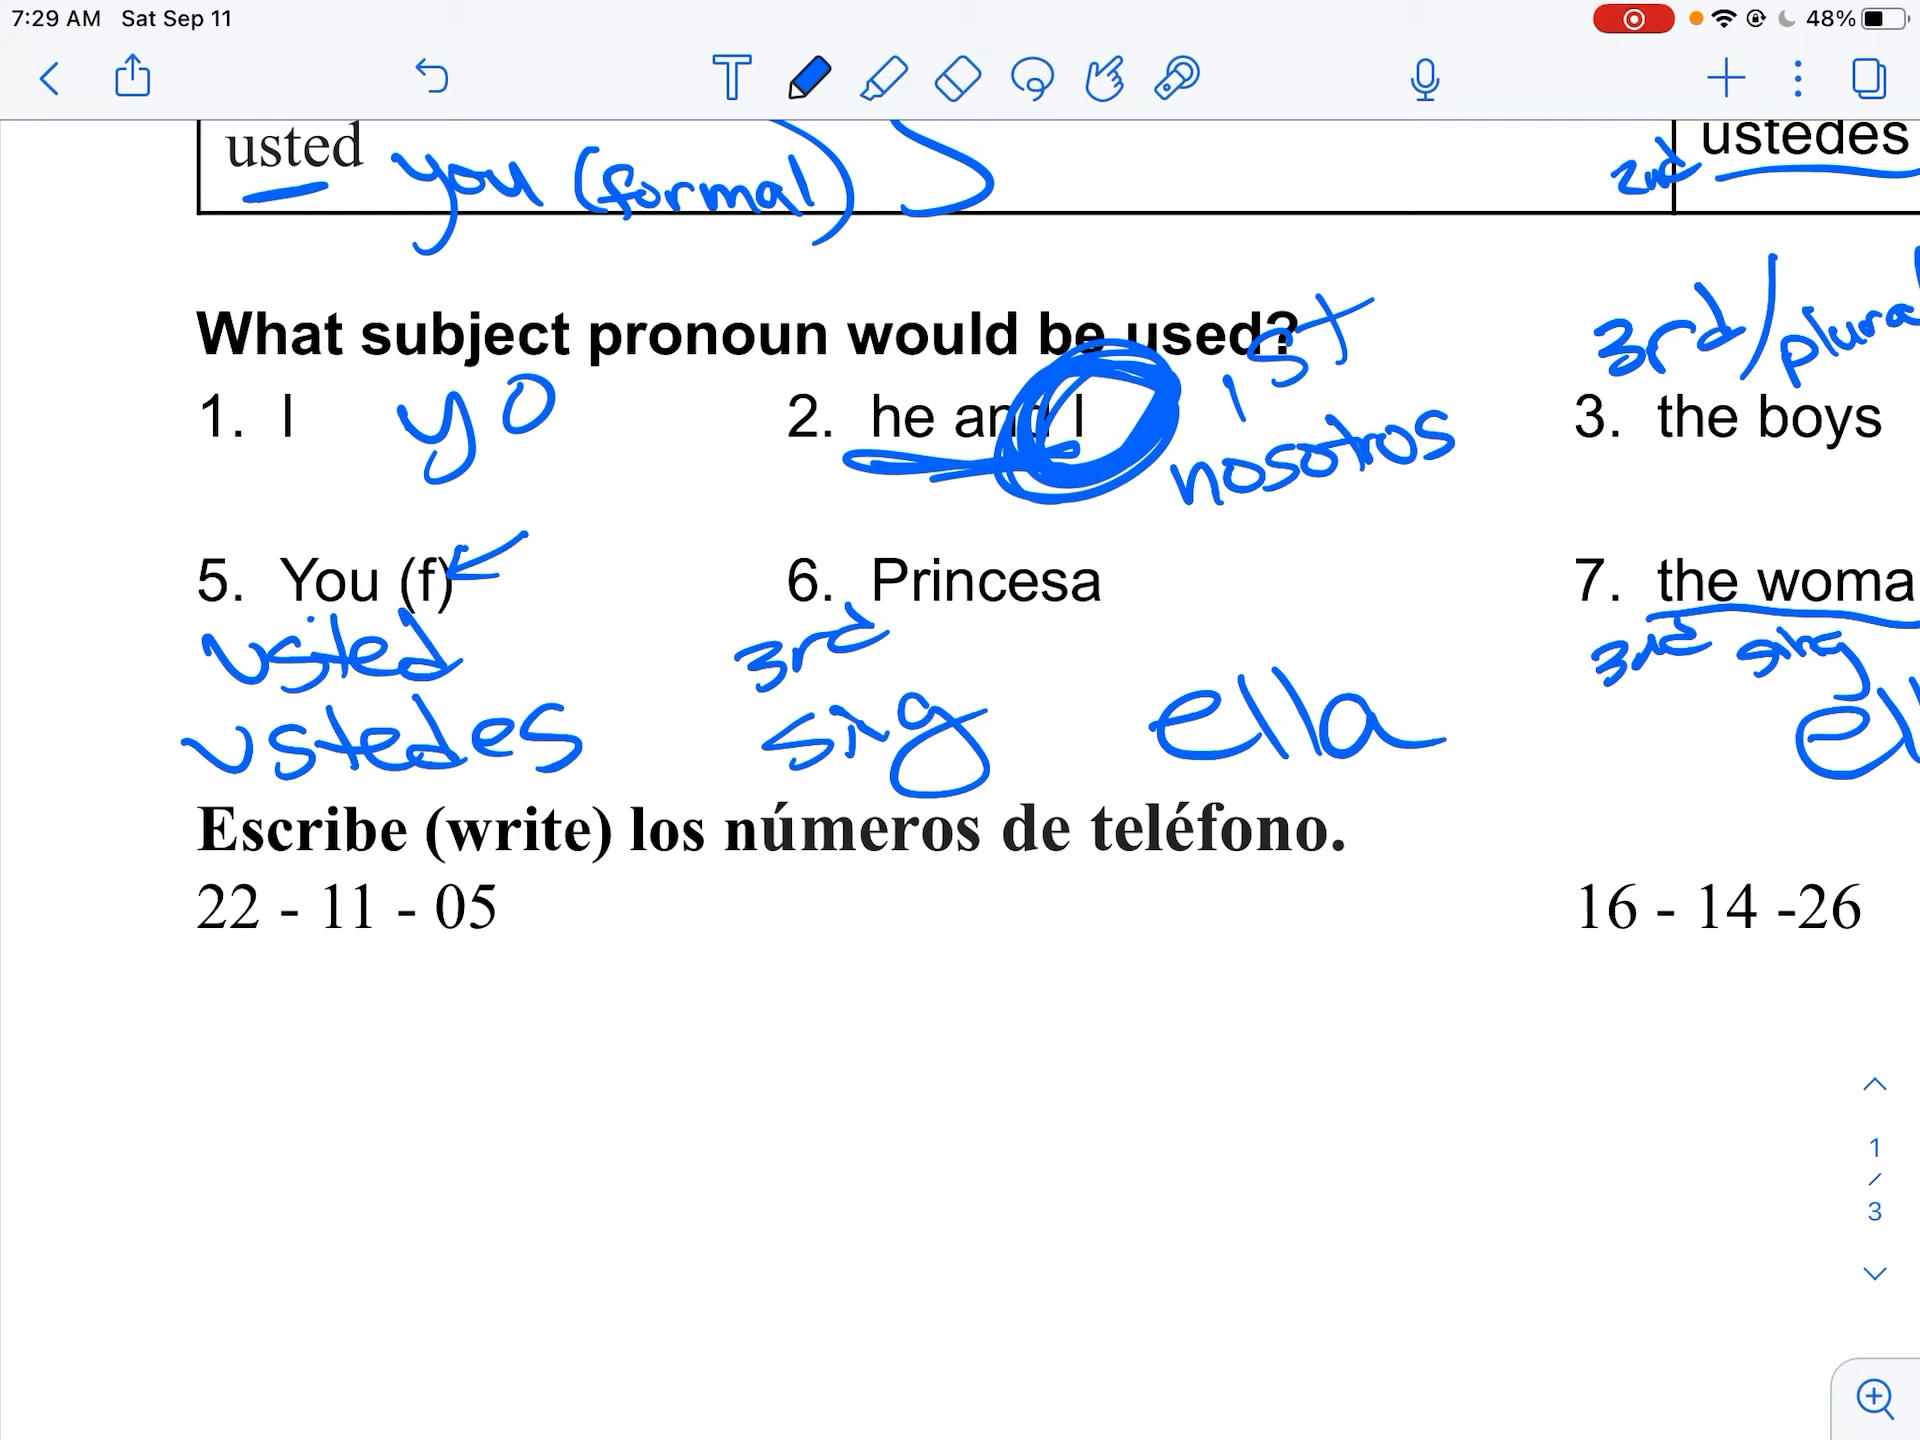 7:29 AM Sat Sep 11 48%
usted you (formal) 2nd ustedes
What subject pronoun would be used? 1st 3rd/plural
1. I yo 2. he and I nosotros 3. the boys
5. You (f) 6. Princesa 7. the woma
usted 3rd 3rd sing
ustedes sing ella ell
Escribe (write) los números de teléfono.
22 - 11 - 05 16 - 14 -26
1
/
3